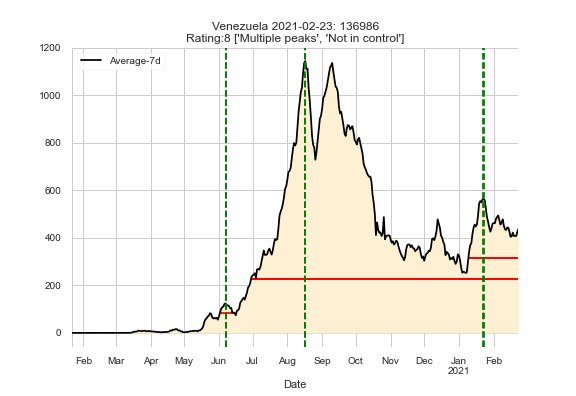 Venezuela 2021-02-23: 136986
Rating:8 ['Multiple peaks', 'Not in control']
Average-7d
1200
1000
800
600
400
200
0
Feb Mar Apr May Jun Jul Aug Sep Oct Nov Dec Jan Feb
2021
Date